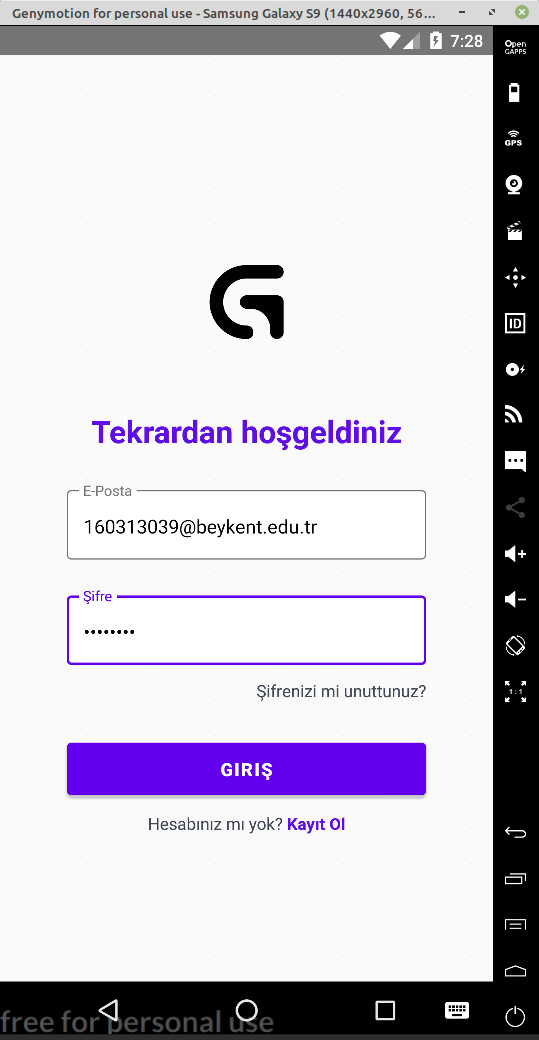 Genymotion for personal use - Samsung Galaxy S9 (1440x2960, 56...
7:28
Open
GAPPS
GPS
ID
Tekrardan hoşgeldiniz
E-Posta
160313039@beykent.edu.tr
Şifre
••••••••
Şifrenizi mi unuttunuz?
1:1
GIRIŞ
Hesabınız mı yok? Kayıt Ol
free for personal use